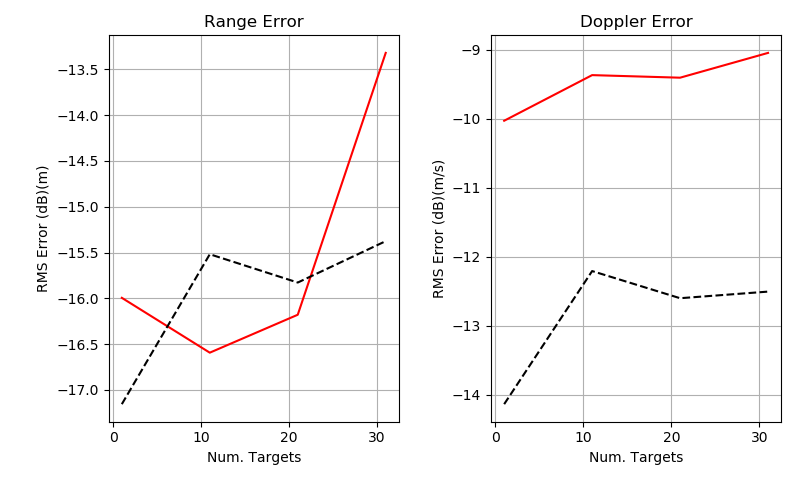 Range Error
−13.5
−14.0
−14.5
−15.0
−15.5
−16.0
−16.5
−17.0
RMS Error (dB)(m)
0 10 20 30
Num. Targets
Doppler Error
−9
−10
−11
−12
−13
−14
RMS Error (dB)(m/s)
0 10 20 30
Num. Targets